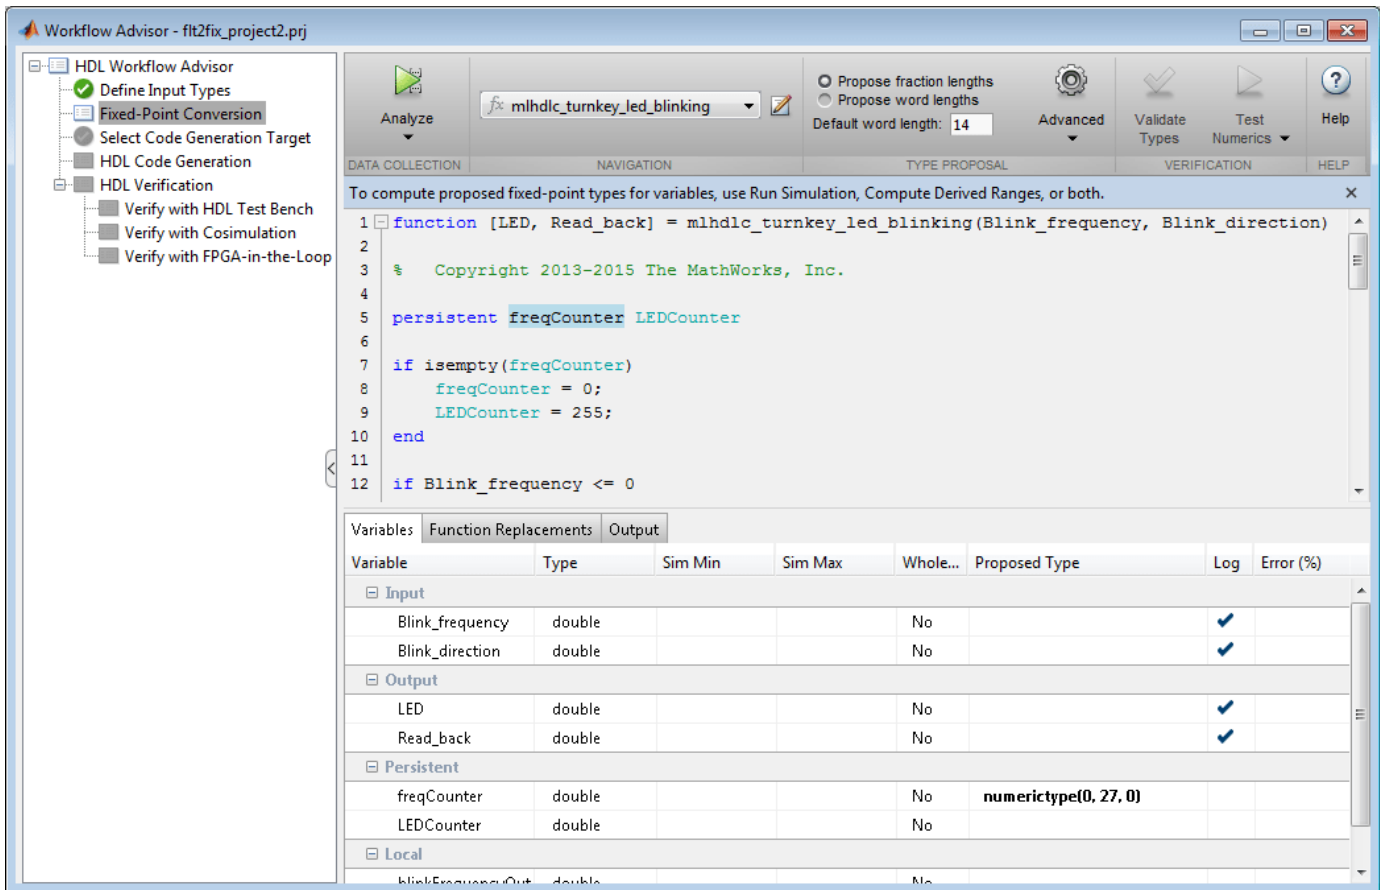 Workflow Advisor - flt2fix_project2.prj
HDL Workflow Advisor
Define Input Types
Fixed-Point Conversion
Select Code Generation Target
HDL Code Generation
HDL Verification
Verify with HDL Test Bench
Verify with Cosimulation
Verify with FPGA-in-the-Loop
Analyze
DATA COLLECTION
fx mlhdlc_turnkey_led_blinking
NAVIGATION
Propose fraction lengths
Propose word lengths
Default word length: 14
Advanced
TYPE PROPOSAL
Validate Types
Test Numerics
VERIFICATION
? Help
HELP
To compute proposed fixed-point types for variables, use Run Simulation, Compute Derived Ranges, or both.
1 function [LED, Read_back] = mlhdlc_turnkey_led_blinking(Blink_frequency, Blink_direction)
2
3 % Copyright 2013-2015 The MathWorks, Inc.
4
5 persistent freqCounter LEDCounter
6
7 if isempty(freqCounter)
8 freqCounter = 0;
9 LEDCounter = 255;
10 end
11
12 if Blink_frequency <= 0
Variables Function Replacements Output
Variable Type Sim Min Sim Max Whole... Proposed Type Log Error (%)
Input
Blink_frequency double No
Blink_direction double No
Output
LED double No
Read_back double No
Persistent
freqCounter double No numerictype(0, 27, 0)
LEDCounter double No
Local
blinkFrequencyOut double No